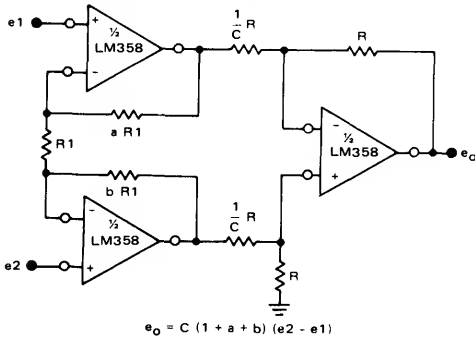 e1
+
½
LM358
−
1/C R
R
a R1
R1
−
½
LM358
+
eo
b R1
−
½
LM358
+
e2
1/C R
R
eo = C (1 + a + b) (e2 - e1)